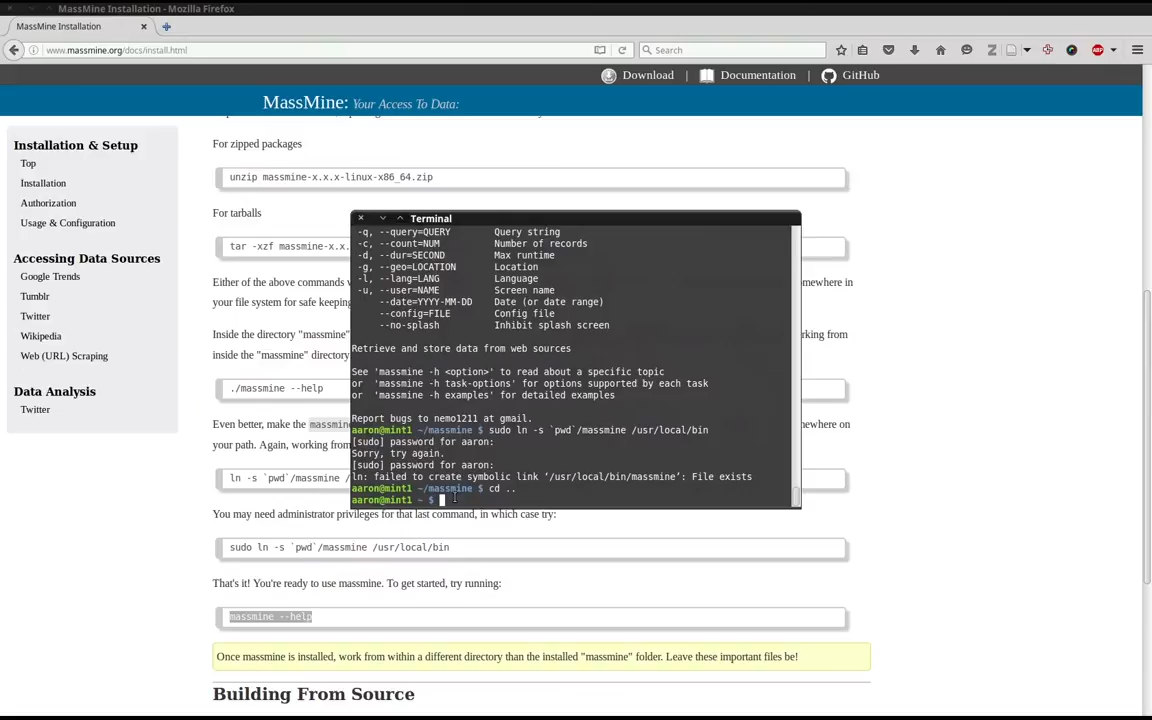 MassMine Installation - Mozilla Firefox
MassMine Installation
www.massmine.org/docs/install.html
Search
Download | Documentation | GitHub
MassMine: Your Access To Data:
Installation & Setup
Top
Installation
Authorization
Usage & Configuration
Accessing Data Sources
Google Trends
Tumblr
Twitter
Wikipedia
Web (URL) Scraping
Data Analysis
Twitter
For zipped packages
unzip massmine-x.x.x-linux-x86_64.zip
For tarballs
tar -xzf massmine-x.x.
Either of the above commands
omewhere in
your file system for safe keeping
Inside the directory "massmine"
rking from
inside the "massmine" directory
./massmine --help
Even better, make the massmine
omewhere on
your path. Again, working from
ln -s `pwd`/massmine /
You may need administrator privileges for that last command, in which case try:
sudo ln -s `pwd`/massmine /usr/local/bin
That's it! You're ready to use massmine. To get started, try running:
massmine --help
Once massmine is installed, work from within a different directory than the installed "massmine" folder. Leave these important files be!
Building From Source
Terminal
-q, --query=QUERY Query string
-c, --count=NUM Number of records
-d, --dur=SECOND Max runtime
-g, --geo=LOCATION Location
-l, --lang=LANG Language
-u, --user=NAME Screen name
--date=YYYY-MM-DD Date (or date range)
--config=FILE Config file
--no-splash Inhibit splash screen
Retrieve and store data from web sources
See 'massmine -h <option>' to read about a specific topic
or 'massmine -h task-options' for options supported by each task
or 'massmine -h examples' for detailed examples
Report bugs to nemo1211 at gmail.
aaron@mint1 ~/massmine $ sudo ln -s `pwd`/massmine /usr/local/bin
[sudo] password for aaron:
Sorry, try again.
[sudo] password for aaron:
ln: failed to create symbolic link ‘/usr/local/bin/massmine’: File exists
aaron@mint1 ~/massmine $ cd ..
aaron@mint1 ~ $